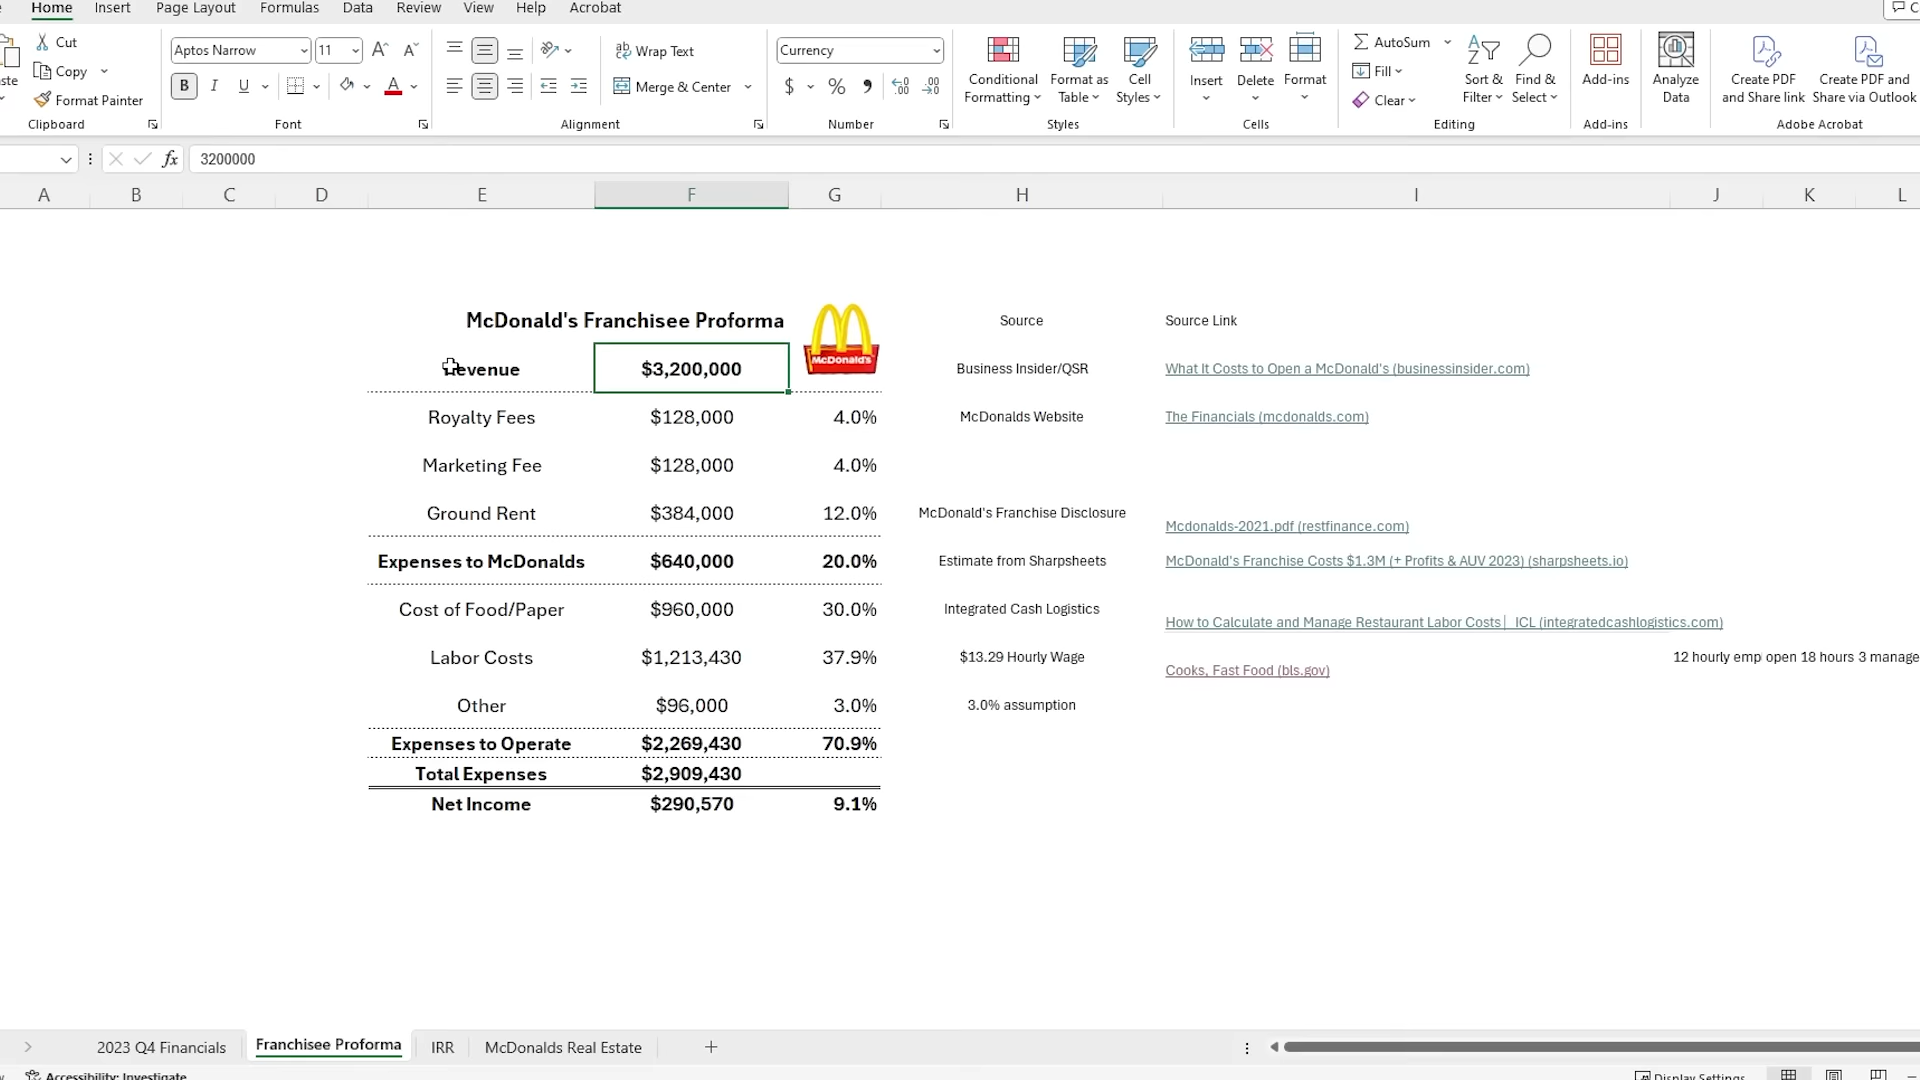 Home Insert Page Layout Formulas Data Review View Help Acrobat
Cut
Copy
Format Painter
Clipboard
Aptos Narrow 11
B I U
Font
Wrap Text
Merge & Center
Alignment
Currency
$ %
Number
Conditional Formatting
Format as Table
Cell Styles
Styles
Insert
Delete
Format
Cells
AutoSum
Fill
Clear
Sort & Filter
Find & Select
Editing
Add-ins
Add-ins
Analyze Data
Create PDF and Share link
Create PDF and Share via Outlook
Adobe Acrobat
fx 3200000
A B C D E F G H I J K L
McDonald's Franchisee Proforma McDonald's Source Source Link
Revenue $3,200,000 Business Insider/QSR What It Costs to Open a McDonald's (businessinsider.com)
Royalty Fees $128,000 4.0% McDonalds Website The Financials (mcdonalds.com)
Marketing Fee $128,000 4.0%
Ground Rent $384,000 12.0% McDonald's Franchise Disclosure Mcdonalds-2021.pdf (restfinance.com)
Expenses to McDonalds $640,000 20.0% Estimate from Sharpsheets McDonald's Franchise Costs $1.3M (+ Profits & AUV 2023) (sharpsheets.io)
Cost of Food/Paper $960,000 30.0% Integrated Cash Logistics How to Calculate and Manage Restaurant Labor Costs| ICL (integratedcashlogistics.com)
Labor Costs $1,213,430 37.9% $13.29 Hourly Wage Cooks, Fast Food (bls.gov) 12 hourly emp open 18 hours 3 manage
Other $96,000 3.0% 3.0% assumption
Expenses to Operate $2,269,430 70.9%
Total Expenses $2,909,430
Net Income $290,570 9.1%
2023 Q4 Financials Franchisee Proforma IRR McDonalds Real Estate +
Accessibility: Investigate Display Settings